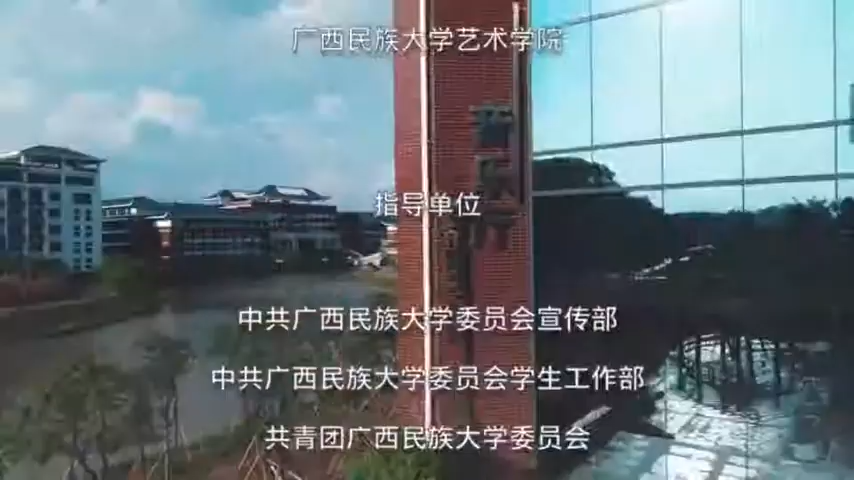 广西民族大学艺术学院
指导单位
中共广西民族大学委员会宣传部
中共广西民族大学委员会学生工作部
共青团广西民族大学委员会